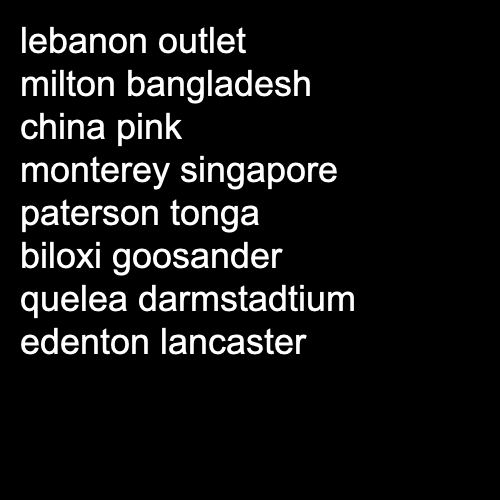 lebanon outlet
milton bangladesh
china pink
monterey singapore
paterson tonga
biloxi goosander
quelea darmstadtium
edenton lancaster